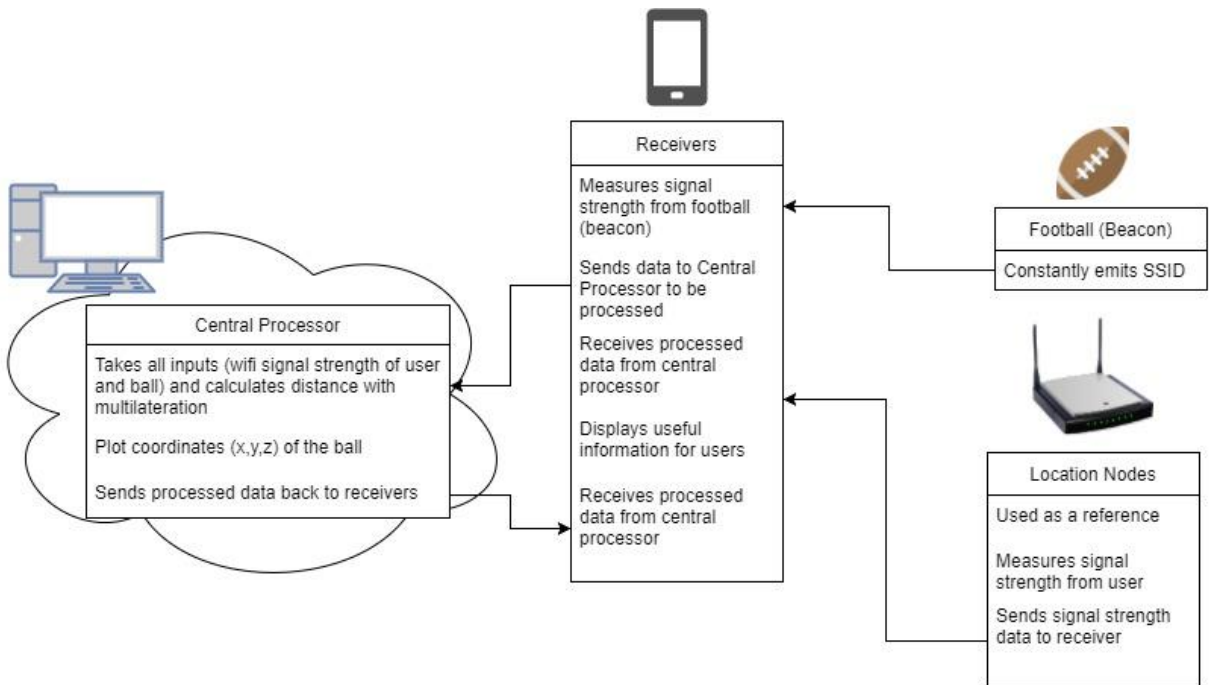 Receivers
Measures signal
strength from football
(beacon)
Sends data to Central
Processor to be
processed
Receives processed
data from central
processor
Displays useful
information for users
Receives processed
data from central
processor
Football (Beacon)
Constantly emits SSID
Central Processor
Takes all inputs (wifi signal strength of user
and ball) and calculates distance with
multilateration
Plot coordinates (x,y,z) of the ball
Sends processed data back to receivers
Location Nodes
Used as a reference
Measures signal
strength from user
Sends signal strength
data to receiver